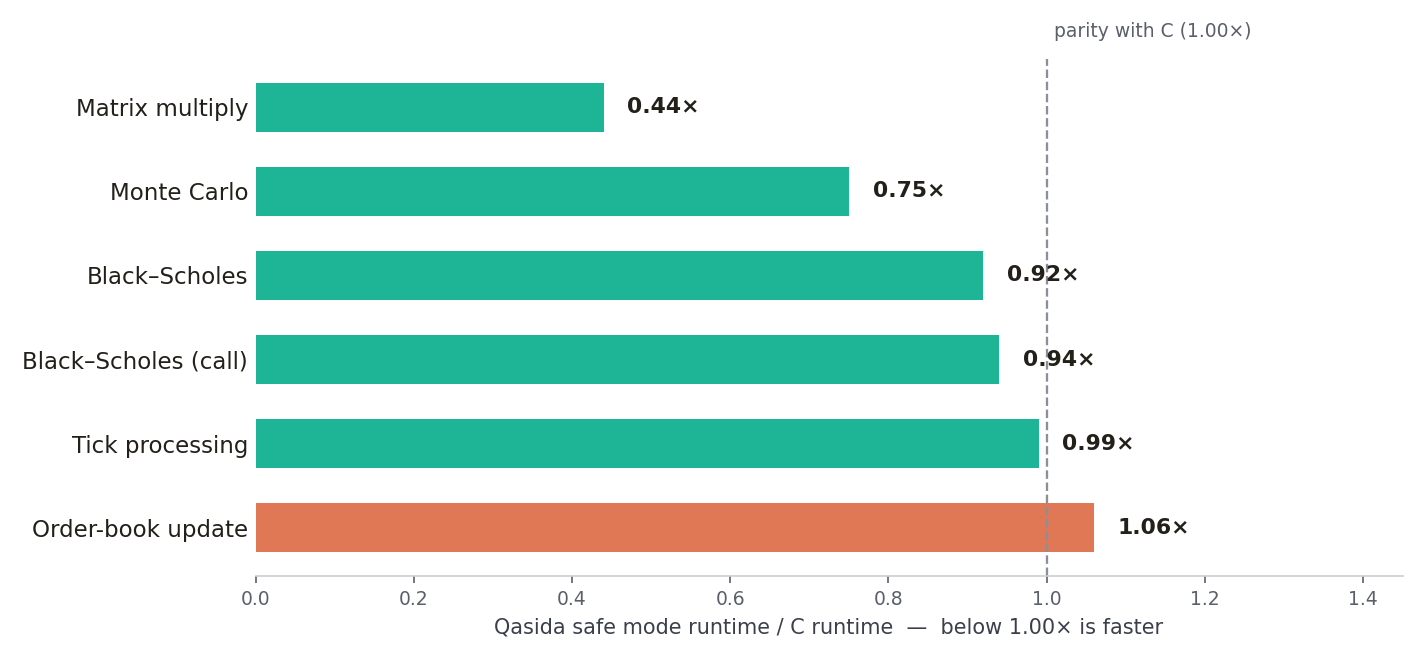 parity with C (1.00×)
Matrix multiply 0.44×
Monte Carlo 0.75×
Black–Scholes 0.92×
Black–Scholes (call) 0.94×
Tick processing 0.99×
Order-book update 1.06×
0.0 0.2 0.4 0.6 0.8 1.0 1.2 1.4
Qasida safe mode runtime / C runtime — below 1.00× is faster